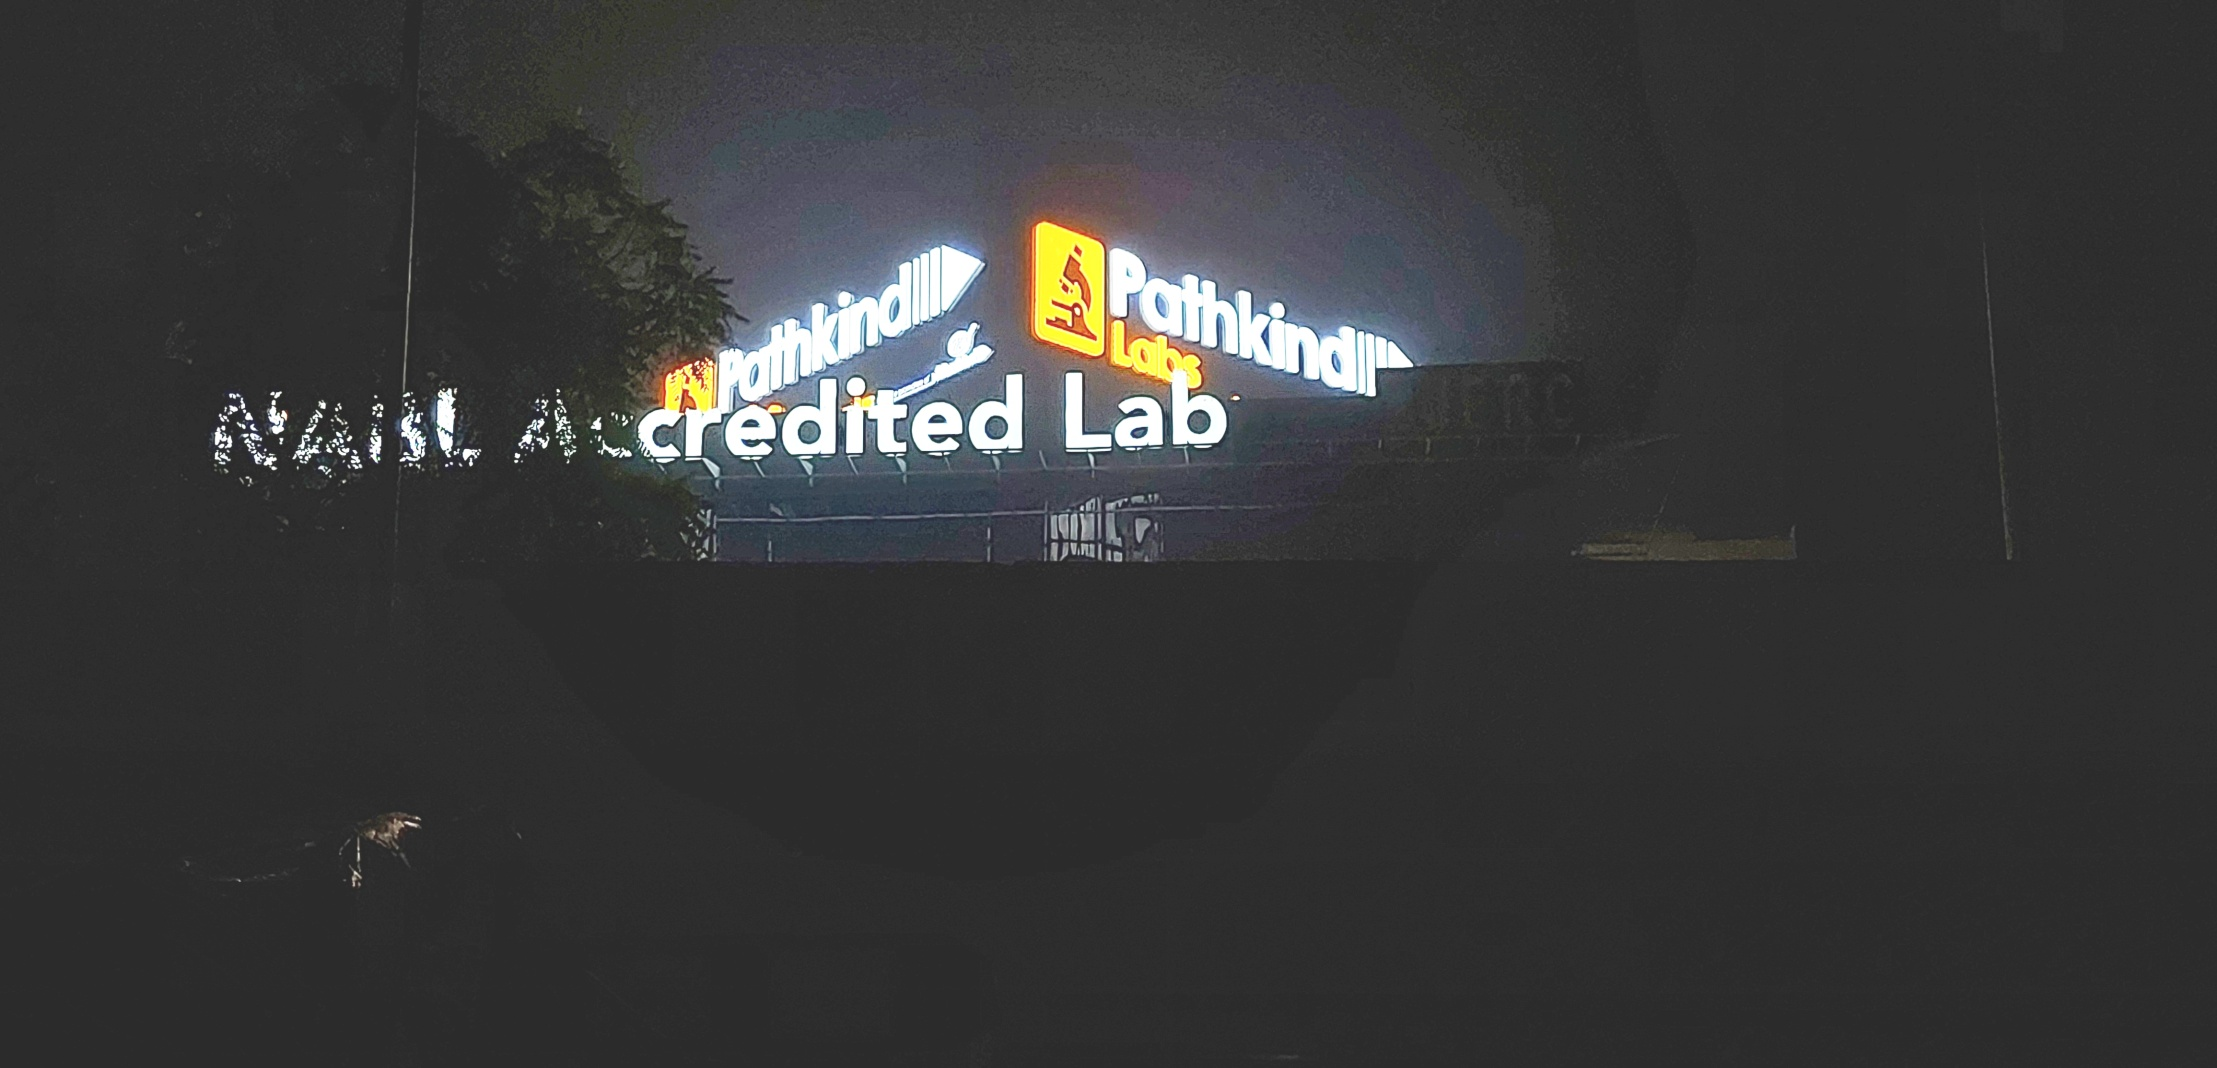 Pathkind
Pathkind
Labs
NABL Accredited Lab